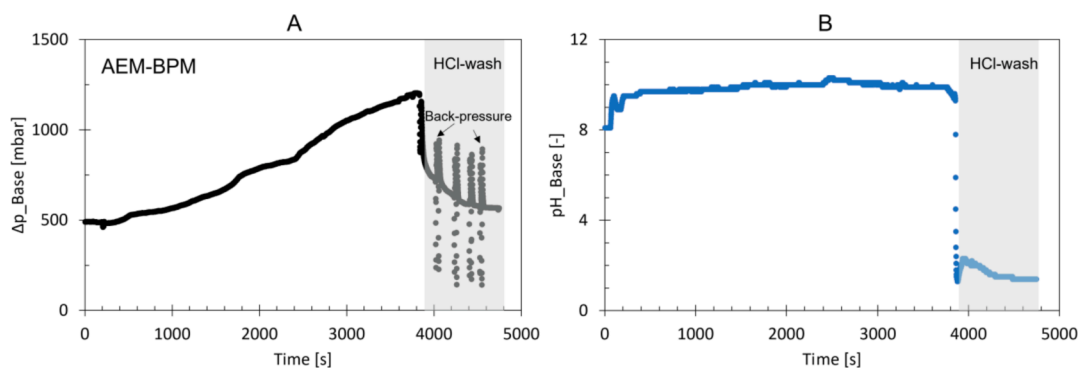 A
AEM-BPM
HCl-wash
Back-pressure
Δp_Base [mbar]
1500
1000
500
0
0 1000 2000 3000 4000 5000
Time [s]
B
HCl-wash
pH_Base [-]
12
8
4
0
0 1000 2000 3000 4000 5000
Time [s]